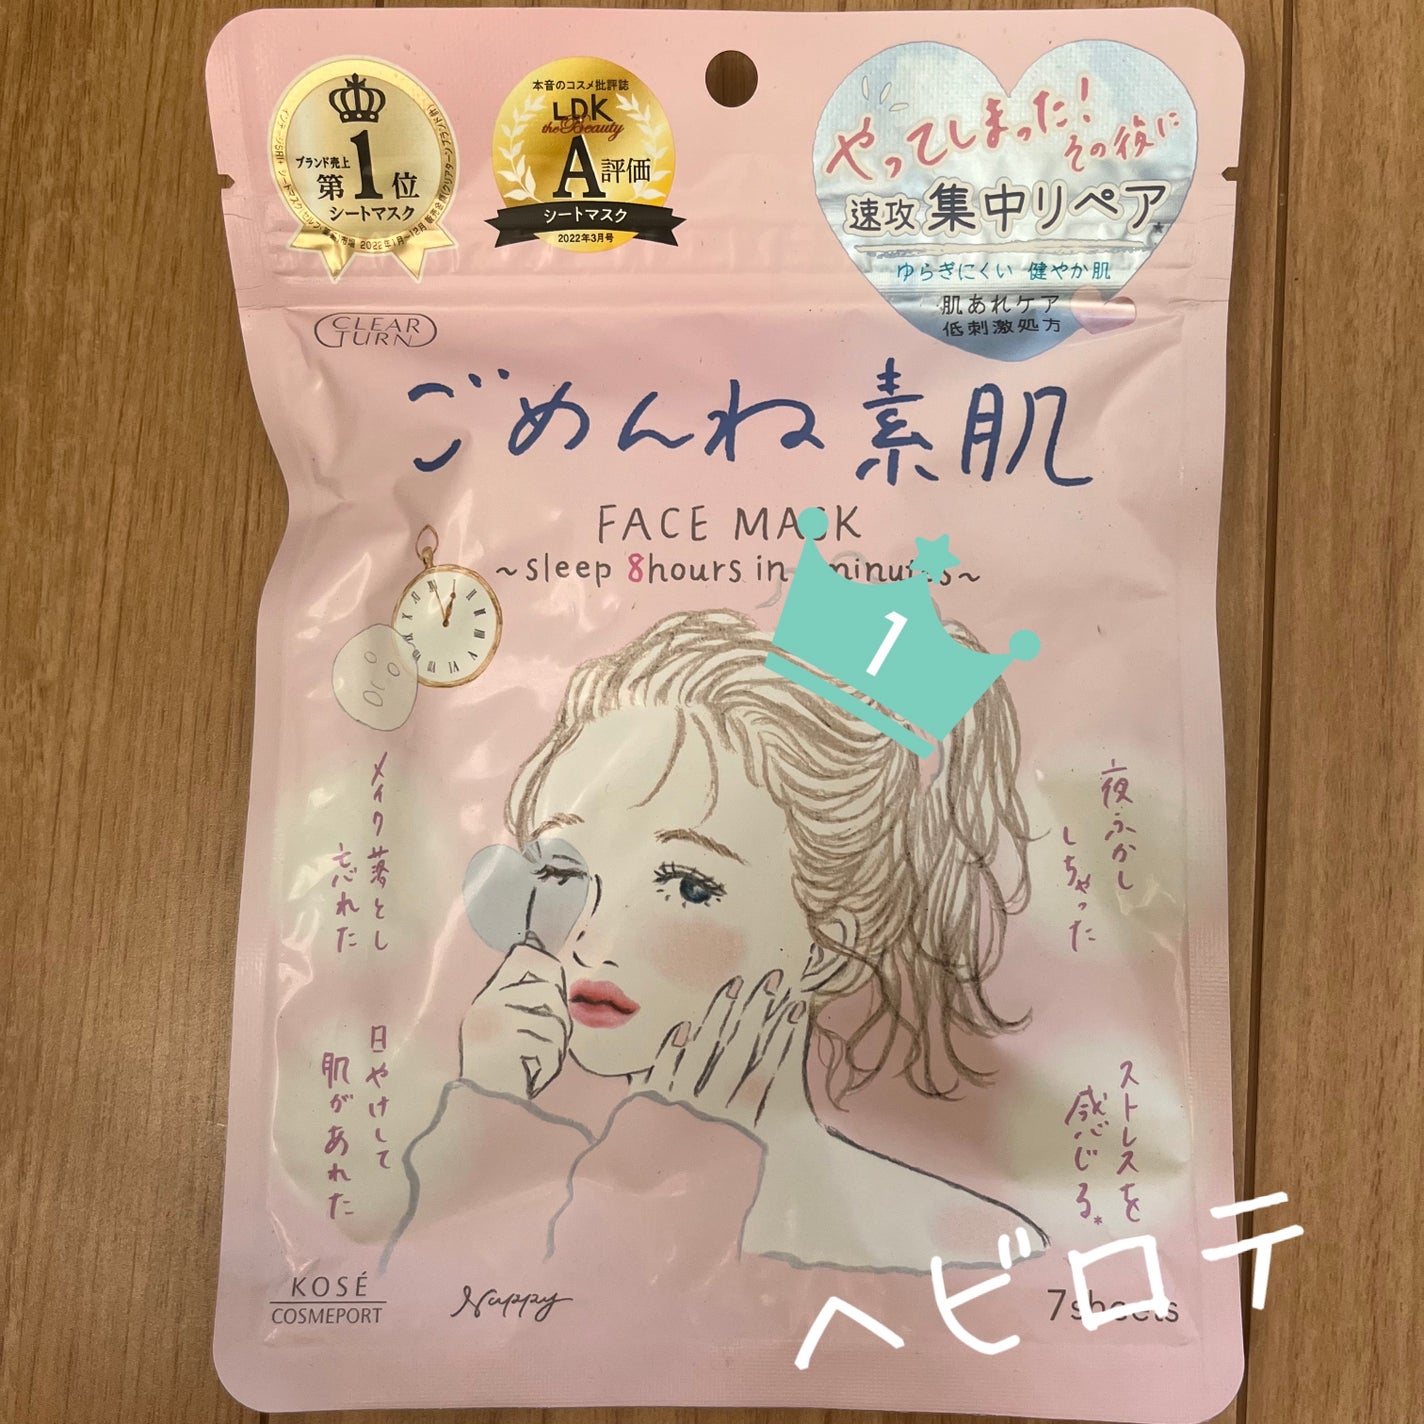 ブランド売上
第1位
シートマスク
本音のコスメ批評誌
LDK
the Beauty
A評価
シートマスク
2022年3月号
やってしまった!
その後に
速攻 集中リペア
ゆらぎにくい 健やか肌
肌あれケア
低刺激処方
CLEAR
TURN
ごめんね素肌
FACE MASK
~sleep 8hours in minutes~
1
メイク落とし
忘れた
夜ふかし
しちゃった
日やけして
肌があれた
ストレスを
感じる*
KOSÉ
COSMEPORT
Nappy
7sheets
ヘビロテ